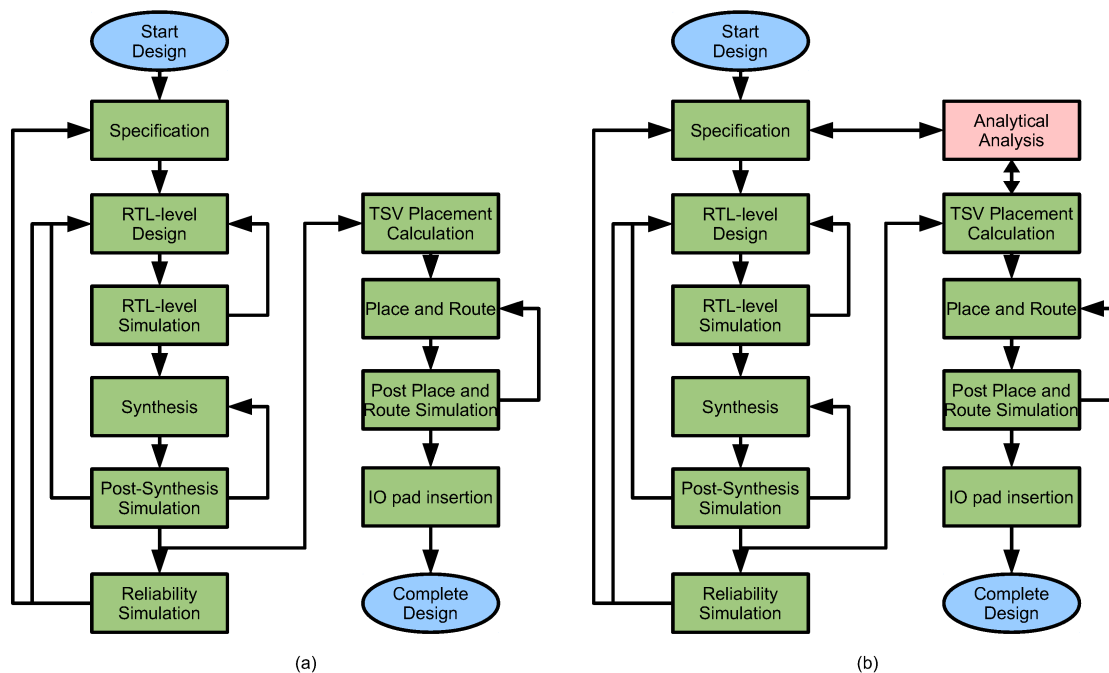 Start
Design
Specification
RTL-level
Design
RTL-level
Simulation
Synthesis
Post-Synthesis
Simulation
Reliability
Simulation
TSV Placement
Calculation
Place and Route
Post Place and
Route Simulation
IO pad insertion
Complete
Design
(a)
Start
Design
Specification
RTL-level
Design
RTL-level
Simulation
Synthesis
Post-Synthesis
Simulation
Reliability
Simulation
Analytical
Analysis
TSV Placement
Calculation
Place and Route
Post Place and
Route Simulation
IO pad insertion
Complete
Design
(b)